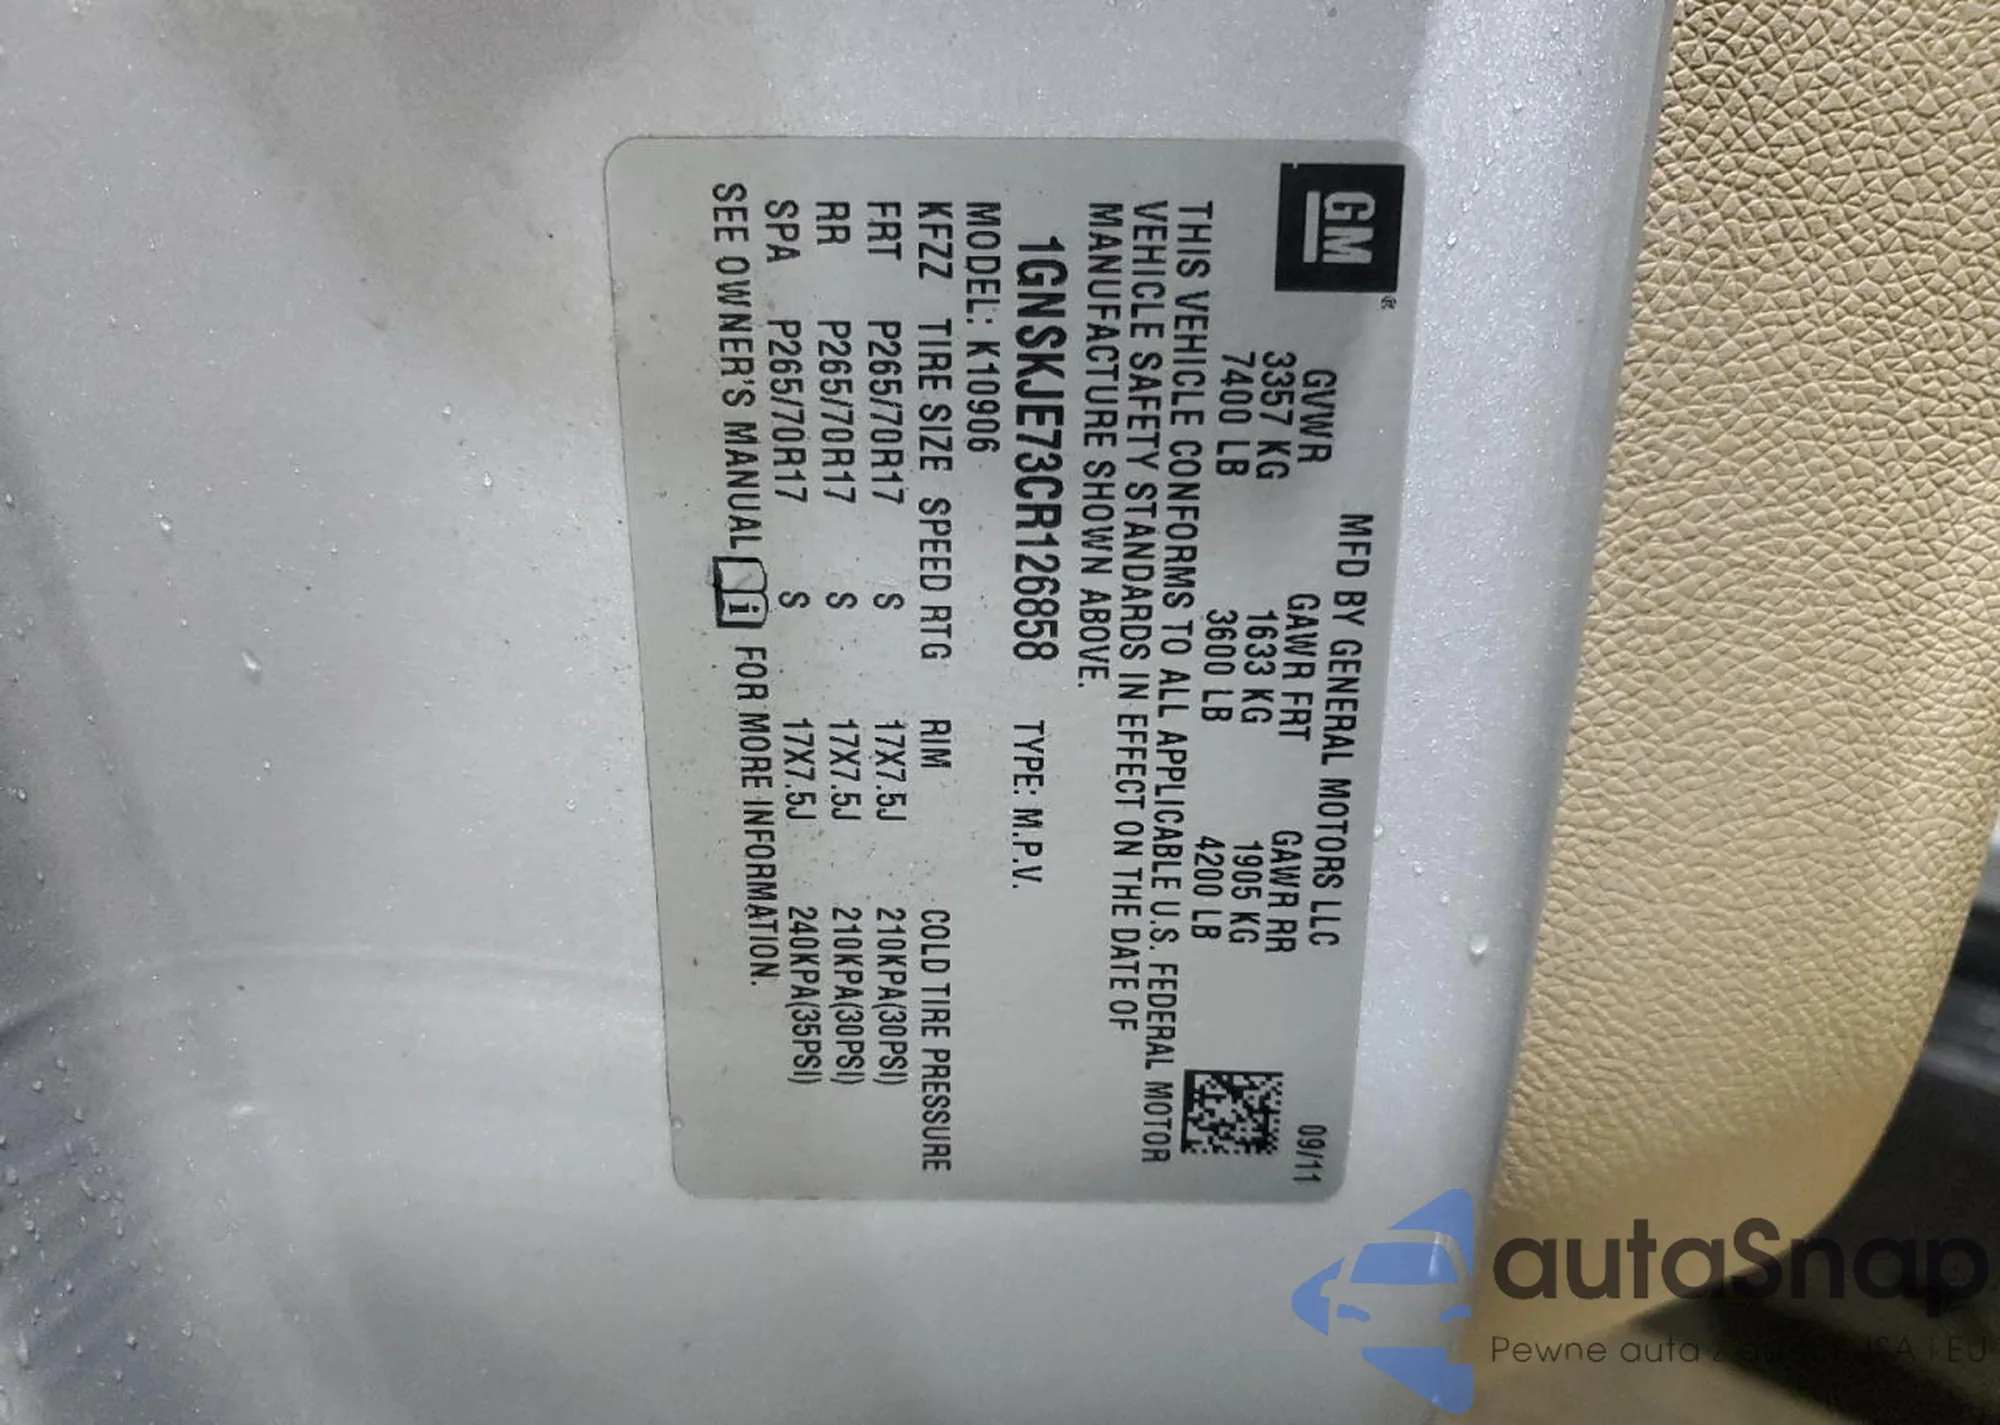 GM®
MFD BY GENERAL MOTORS LLC 09/11
GVWR GAWR FRT GAWR RR
3357 KG 1633 KG 1905 KG
7400 LB 3600 LB 4200 LB
THIS VEHICLE CONFORMS TO ALL APPLICABLE U.S. FEDERAL MOTOR
VEHICLE SAFETY STANDARDS IN EFFECT ON THE DATE OF
MANUFACTURE SHOWN ABOVE.
1GNSKJE73CR126858 TYPE: M.P.V.
MODEL: K10906
KFZZ TIRE SIZE SPEED RTG RIM COLD TIRE PRESSURE
FRT P265/70R17 S 17X7.5J 210KPA(30PSI)
RR P265/70R17 S 17X7.5J 210KPA(30PSI)
SPA P265/70R17 S 17X7.5J 240KPA(35PSI)
SEE OWNER'S MANUAL i FOR MORE INFORMATION.
autaSnap
Pewne auta z USA i EU